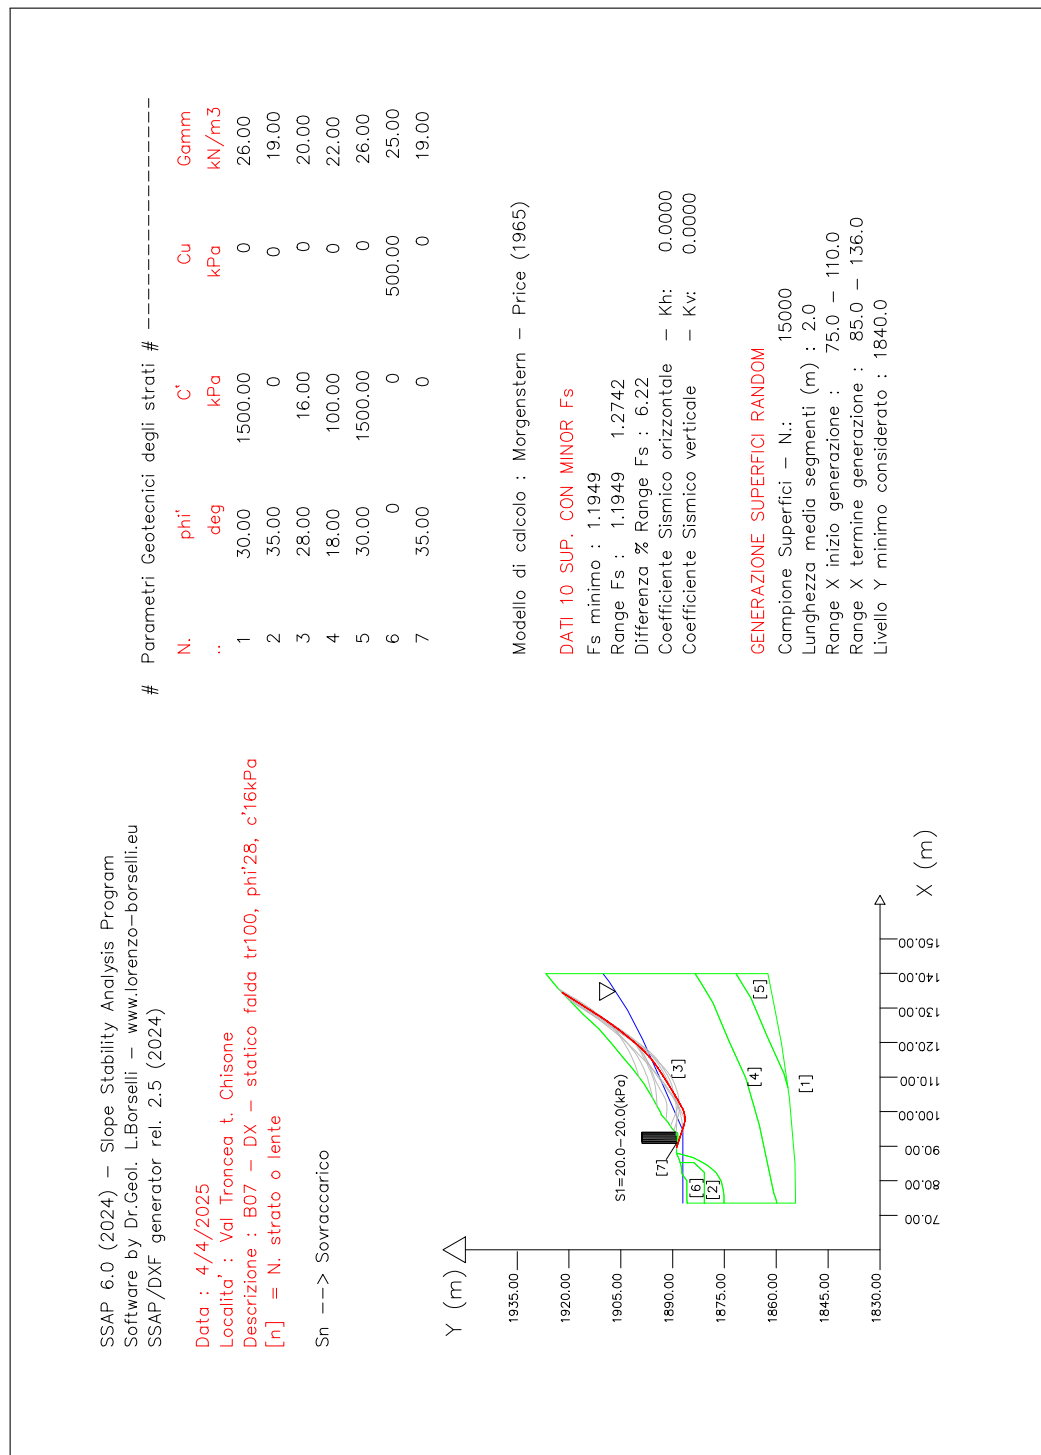 SSAP 6.0 (2024) - Slope Stability Analysis Program
Software by Dr.Geol. L.Borselli - www.lorenzo-borselli.eu
SSAP/DXF generator rel. 2.5 (2024)
Data : 4/4/2025
Localita' : Val Troncea t. Chisone
Descrizione : B07 - DX - statico falda tr100, phi'28, c'16kPa
[n] = N. strato o lente
Sn --> Sovraccarico
# Parametri Geotecnici degli strati # -----------------------
N. phi' C' Cu Gamm
.. deg kPa kPa kN/m3
1 30.00 1500.00 0 26.00
2 35.00 0 0 19.00
3 28.00 16.00 0 20.00
4 18.00 100.00 0 22.00
5 30.00 1500.00 0 26.00
6 0 0 500.00 25.00
7 35.00 0 0 19.00
Modello di calcolo : Morgenstern - Price (1965)
DATI 10 SUP. CON MINOR Fs
Fs minimo : 1.1949
Range Fs : 1.1949 1.2742
Differenza % Range Fs : 6.22
Coefficiente Sismico orizzontale - Kh: 0.0000
Coefficiente Sismico verticale - Kv: 0.0000
GENERAZIONE SUPERFICI RANDOM
Campione Superfici - N.: 15000
Lunghezza media segmenti (m) : 2.0
Range X inizio generazione : 75.0 - 110.0
Range X termine generazione : 85.0 - 136.0
Livello Y minimo considerato : 1840.0
Y (m)
1935.00
1920.00
1905.00
1890.00
1875.00
1860.00
1845.00
1830.00
S1=20.0-20.0(kPa)
[7]
[6]
[2]
[3]
[4]
[1]
[5]
70.00
80.00
90.00
100.00
110.00
120.00
130.00
140.00
150.00
X (m)